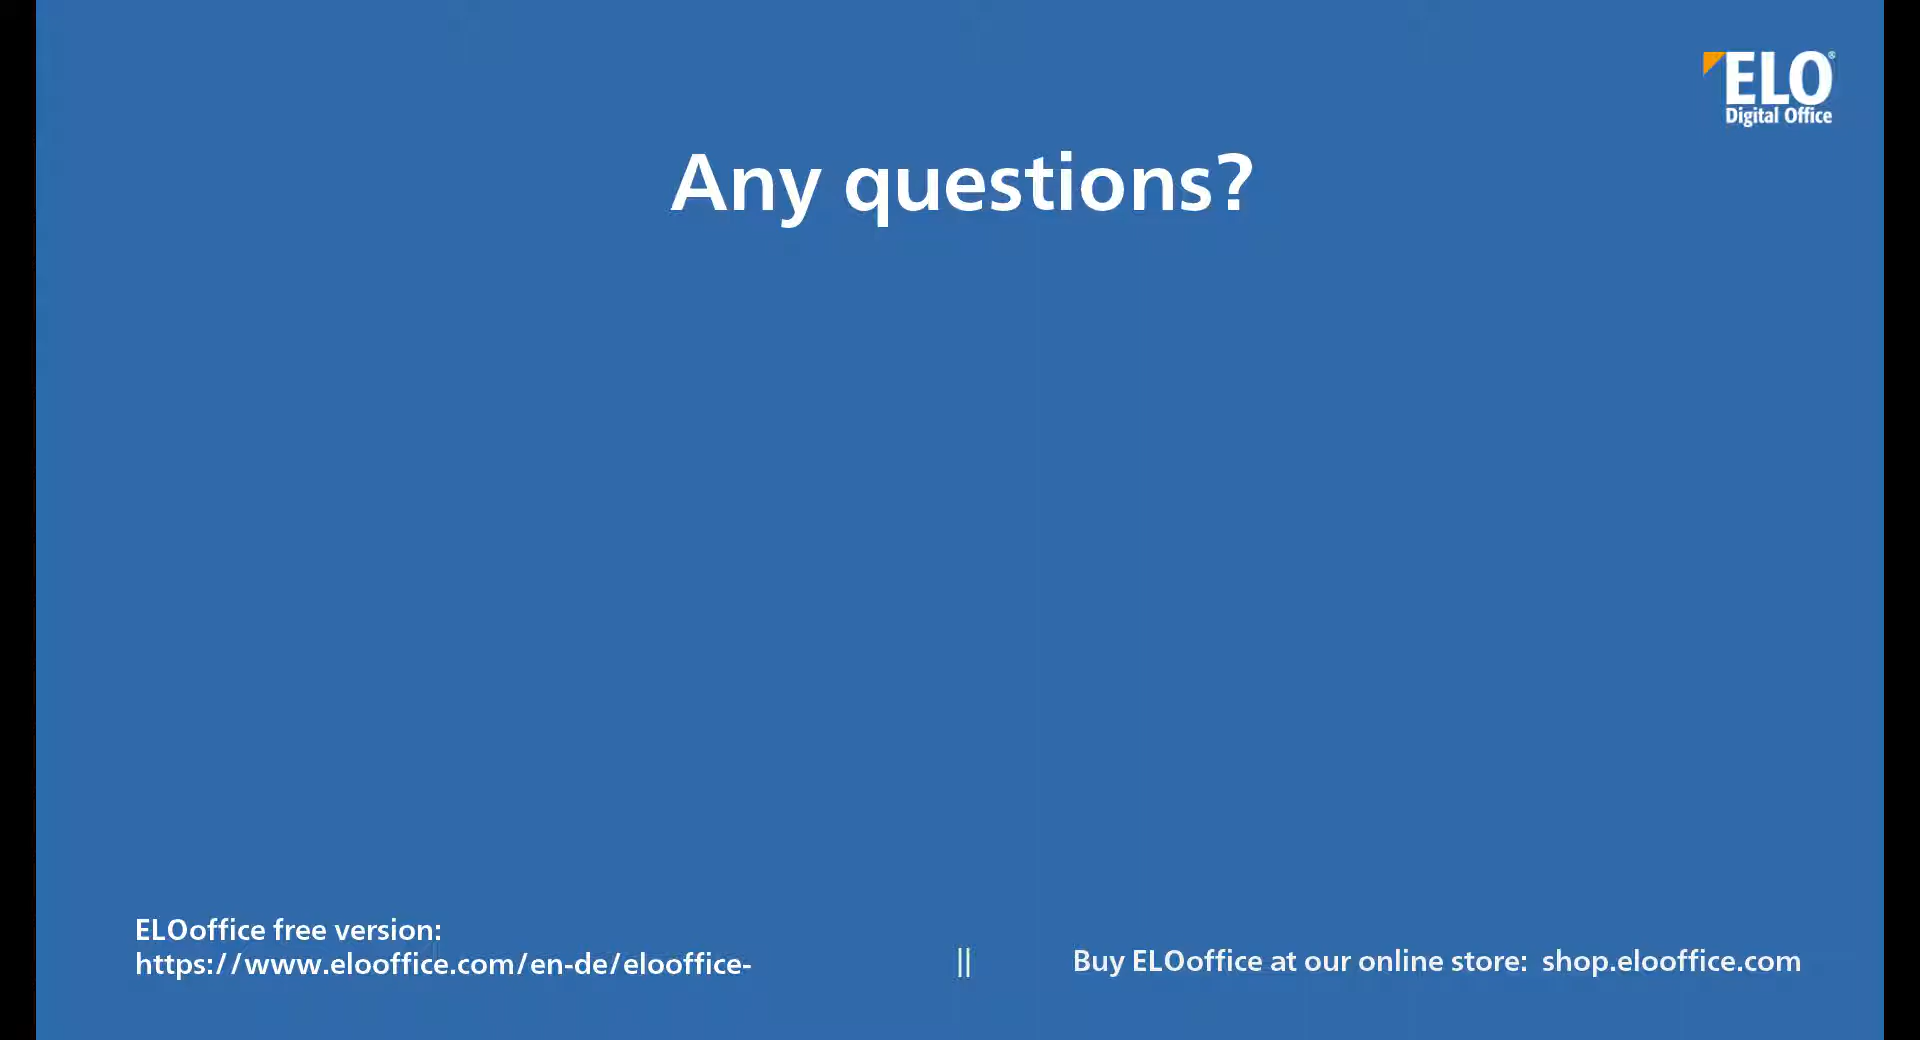 ELO®
Digital Office
Any questions?
ELOoffice free version:
https://www.elooffice.com/en-de/elooffice-
||
Buy ELOoffice at our online store: shop.elooffice.com